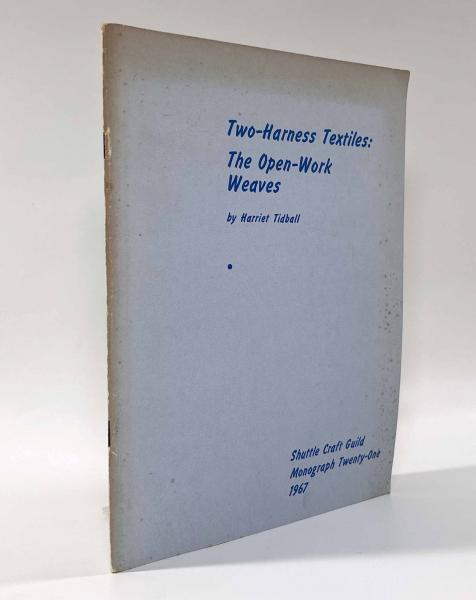 Two-Harness Textiles:
The Open-Work
Weaves
by Harriet Tidball
Shuttle Craft Guild
Monograph Twenty-One
1967